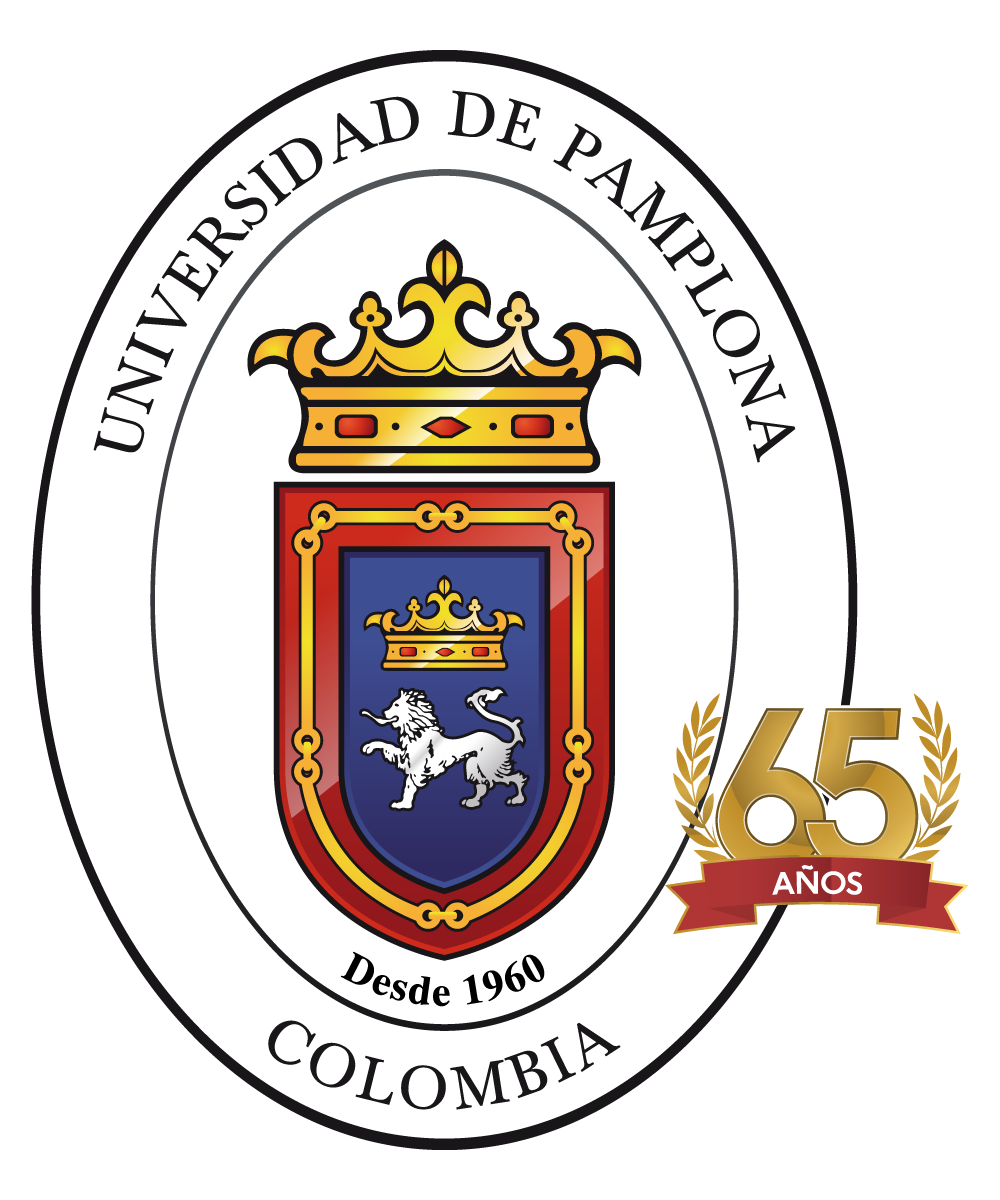 UNIVERSIDAD DE PAMPLONA
65
AÑOS
Desde 1960
COLOMBIA